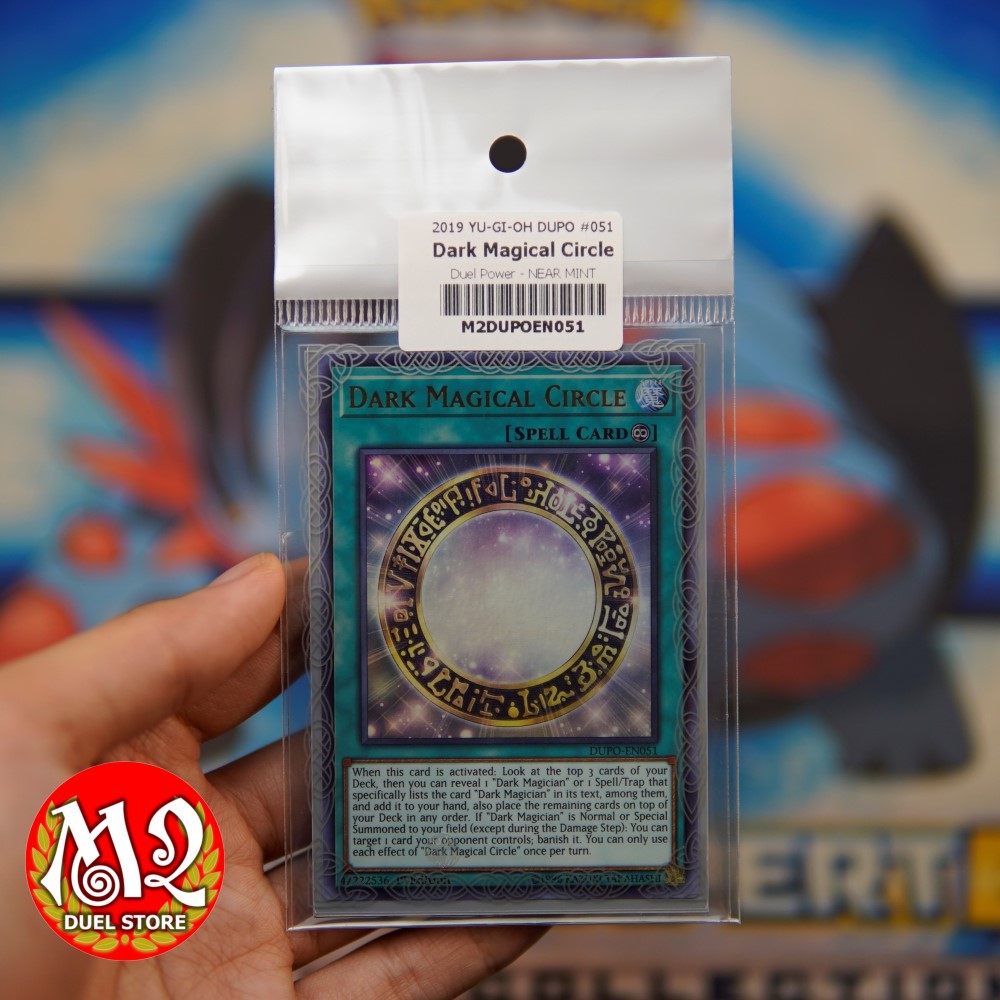 2019 YU-GI-OH DUPO #051
Dark Magical Circle
Duel Power - NEAR MINT
M2DUPOEN051
DARK MAGICAL CIRCLE
SPELL
魔
[SPELL CARD]
DUPO-EN051
When this card is activated: Look at the top 3 cards of your
Deck, then you can reveal 1 "Dark Magician" or 1 Spell/Trap that
specifically lists the card "Dark Magician" in its text, among them,
and add it to your hand, also place the remaining cards on top of
your Deck in any order. If "Dark Magician" is Normal or Special
Summoned to your field (except during the Damage Step): You can
target 1 card your opponent controls; banish it. You can only use
each effect of "Dark Magical Circle" once per turn.
47222536
M2
DUEL STORE